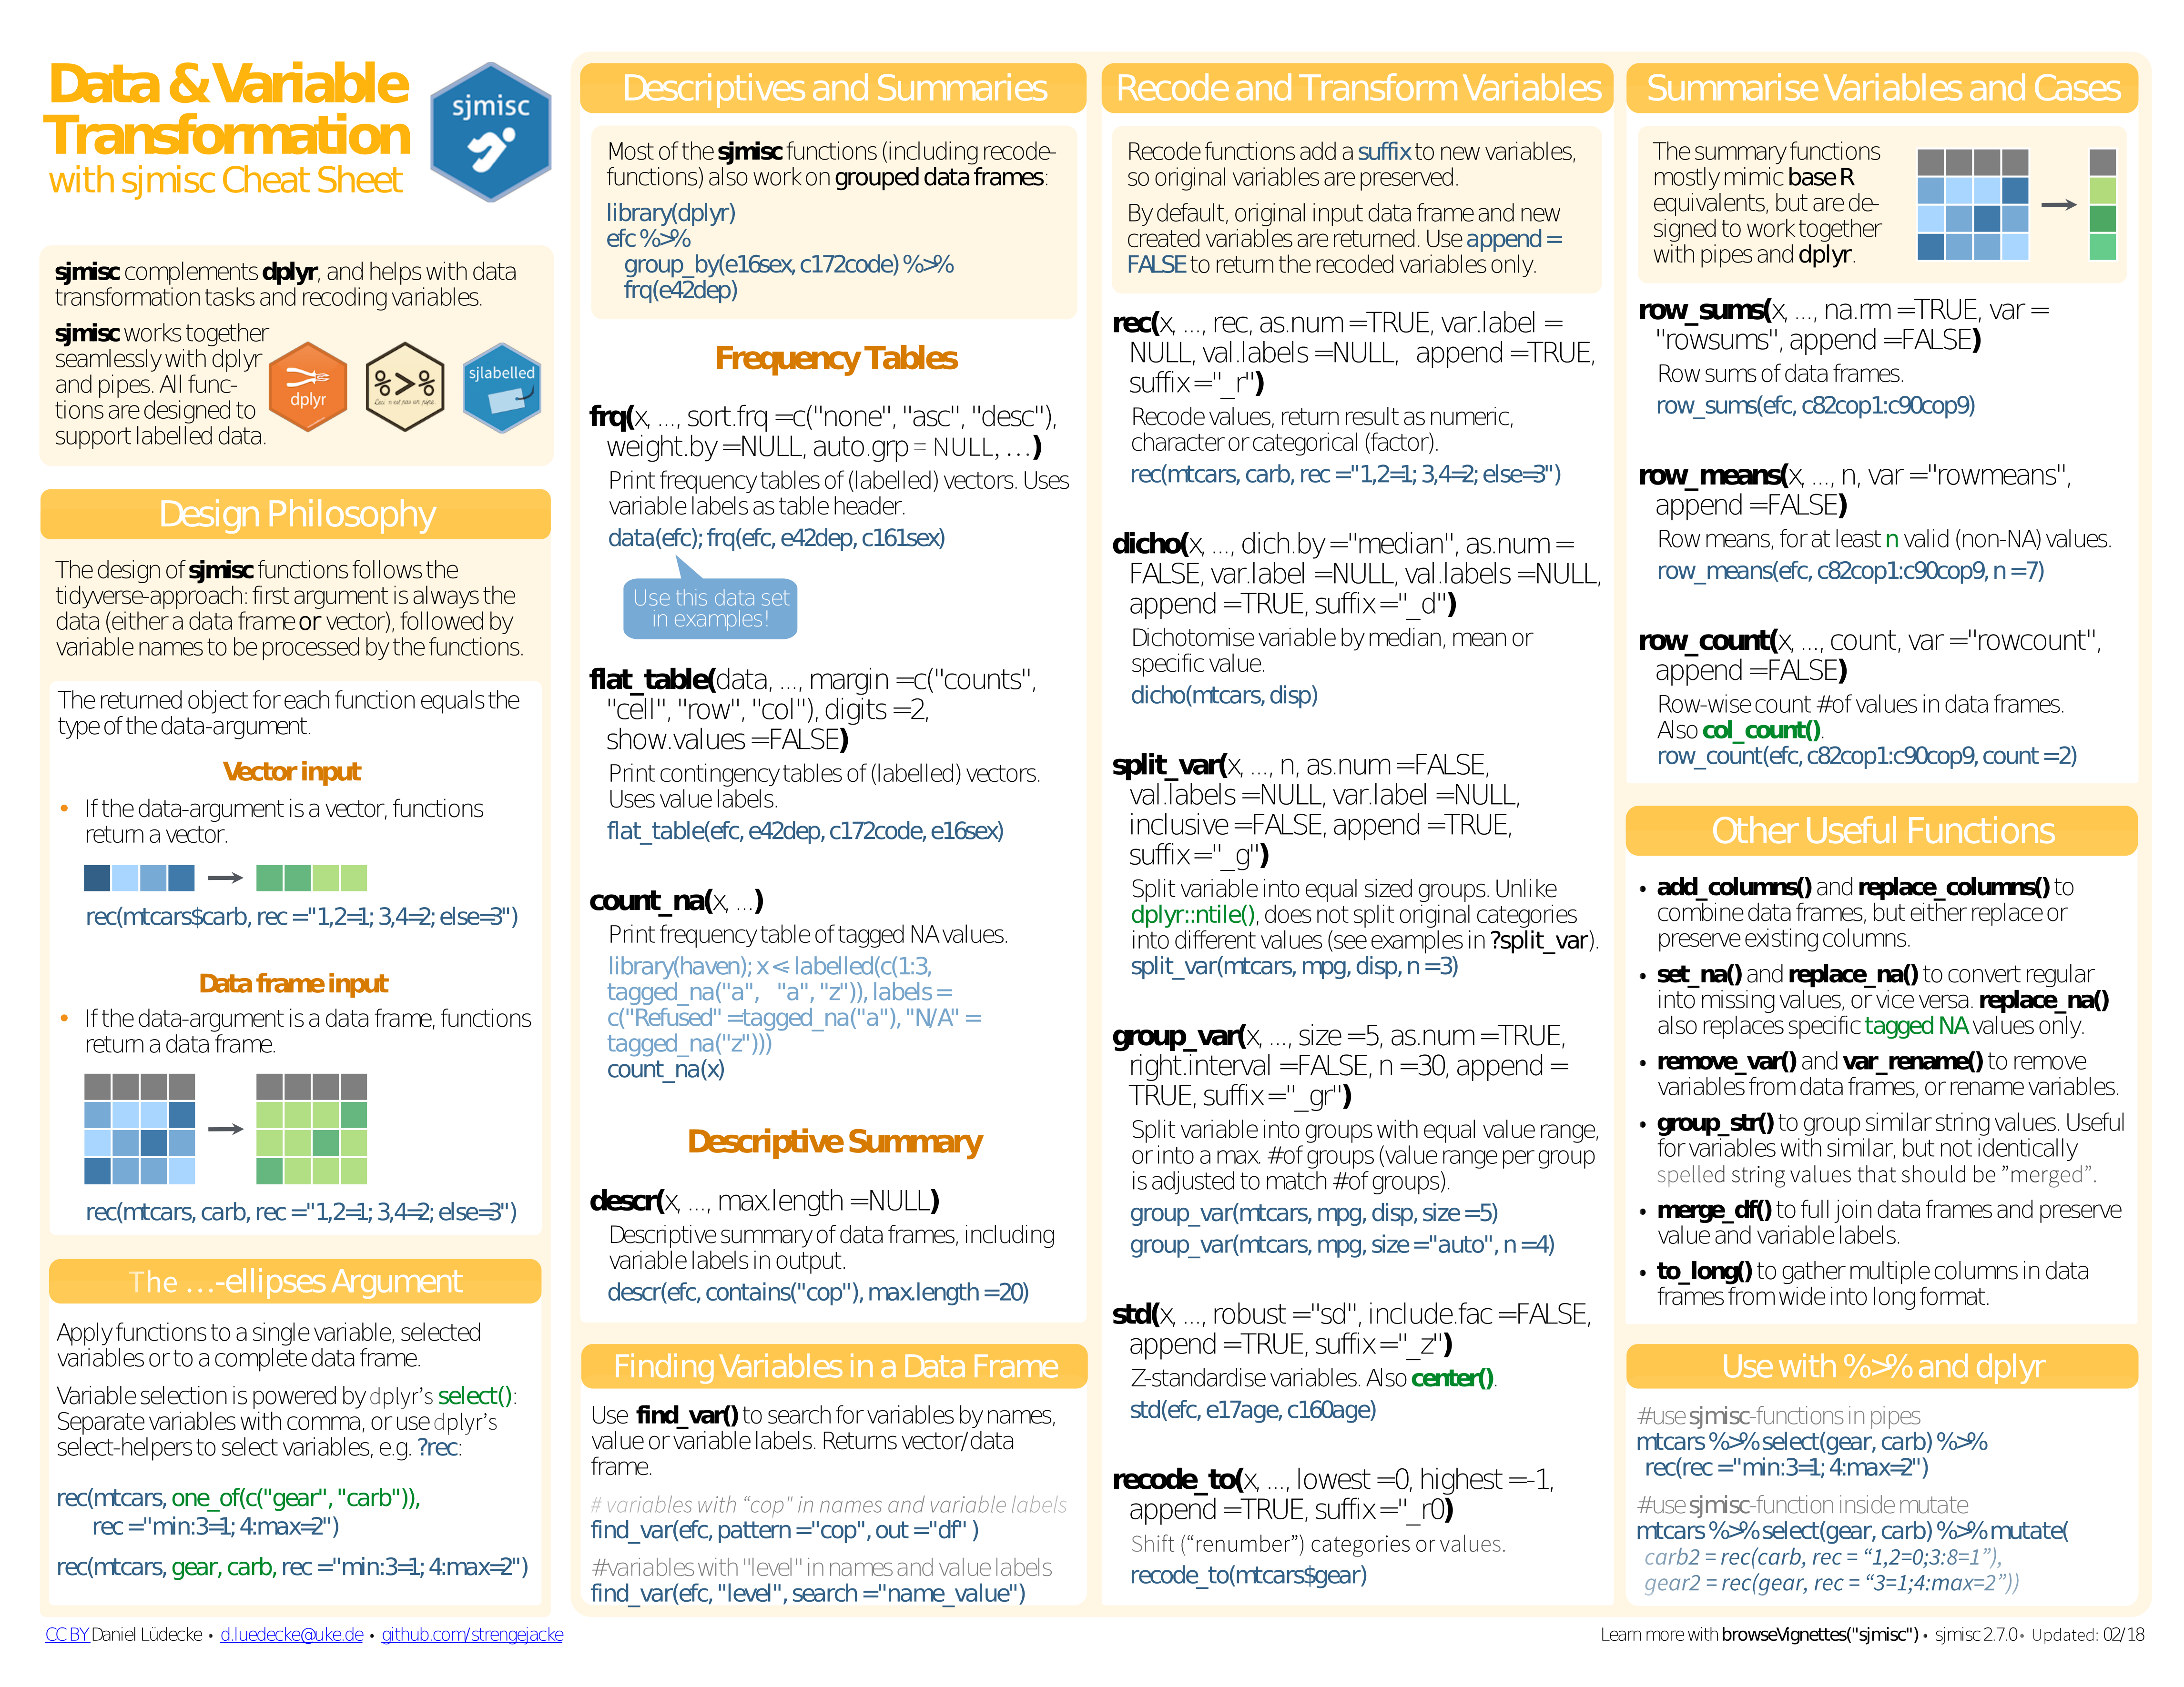 Data & Variable
Transformation
with sjmisc Cheat Sheet
sjmisc
sjmisc complements dplyr, and helps with data
transformation tasks and recoding variables.
sjmisc works together
seamlessly with dplyr
and pipes. All func-
tions are designed to
support labelled data.
dplyr
%>%
Ceci n'est pas un pipe.
sjlabelled
Design Philosophy
The design of sjmisc functions follows the
tidyverse-approach: first argument is always the
data (either a data frame or vector), followed by
variable names to be processed by the functions.
The returned object for each function equals the
type of the data-argument.
Vector input
• If the data-argument is a vector, functions
return a vector.
rec(mtcars$carb, rec = "1,2=1; 3,4=2; else=3")
Data frame input
• If the data-argument is a data frame, functions
return a data frame.
rec(mtcars, carb, rec = "1,2=1; 3,4=2; else=3")
The …-ellipses Argument
Apply functions to a single variable, selected
variables or to a complete data frame.
Variable selection is powered by dplyr's select():
Separate variables with comma, or use dplyr's
select-helpers to select variables, e.g. ?rec:
rec(mtcars, one_of(c("gear", "carb")),
rec = "min:3=1; 4:max=2")
rec(mtcars, gear, carb, rec = "min:3=1; 4:max=2")
Descriptives and Summaries
Most of the sjmisc functions (including recode-
functions) also work on grouped data frames:
library(dplyr)
efc %>%
group_by(e16sex, c172code) %>%
frq(e42dep)
Frequency Tables
frq(x, …, sort.frq = c("none", "asc", "desc"),
weight.by = NULL, auto.grp = NULL, …)
Print frequency tables of (labelled) vectors. Uses
variable labels as table header.
data(efc); frq(efc, e42dep, c161sex)
Use this data set
in examples!
flat_table(data, …, margin = c("counts",
"cell", "row", "col"), digits = 2,
show.values = FALSE)
Print contingency tables of (labelled) vectors.
Uses value labels.
flat_table(efc, e42dep, c172code, e16sex)
count_na(x, …)
Print frequency table of tagged NA values.
library(haven); x <- labelled(c(1:3,
tagged_na("a", "a", "z")), labels =
c("Refused" = tagged_na("a"), "N/A" =
tagged_na("z")))
count_na(x)
Descriptive Summary
descr(x, …, max.length = NULL)
Descriptive summary of data frames, including
variable labels in output.
descr(efc, contains("cop"), max.length = 20)
Finding Variables in a Data Frame
Use find_var() to search for variables by names,
value or variable labels. Returns vector/data
frame.
# variables with “cop" in names and variable labels
find_var(efc, pattern = "cop", out = "df" )
# variables with "level" in names and value labels
find_var(efc, "level", search = "name_value")
Recode and Transform Variables
Recode functions add a suffix to new variables,
so original variables are preserved.
By default, original input data frame and new
created variables are returned. Use append =
FALSE to return the recoded variables only.
rec(x, …, rec, as.num = TRUE, var.label =
NULL, val.labels = NULL, append = TRUE,
suffix = "_r")
Recode values, return result as numeric,
character or categorical (factor).
rec(mtcars, carb, rec = "1,2=1; 3,4=2; else=3")
dicho(x, …, dich.by = "median", as.num =
FALSE, var.label = NULL, val.labels = NULL,
append = TRUE, suffix = "_d")
Dichotomise variable by median, mean or
specific value.
dicho(mtcars, disp)
split_var(x, …, n, as.num = FALSE,
val.labels = NULL, var.label = NULL,
inclusive = FALSE, append = TRUE,
suffix = "_g")
Split variable into equal sized groups. Unlike
dplyr::ntile(), does not split original categories
into different values (see examples in ?split_var).
split_var(mtcars, mpg, disp, n = 3)
group_var(x, …, size = 5, as.num = TRUE,
right.interval = FALSE, n = 30, append =
TRUE, suffix = "_gr")
Split variable into groups with equal value range,
or into a max. # of groups (value range per group
is adjusted to match # of groups).
group_var(mtcars, mpg, disp, size = 5)
group_var(mtcars, mpg, size = "auto", n = 4)
std(x, …, robust = "sd", include.fac = FALSE,
append = TRUE, suffix = "_z")
Z-standardise variables. Also center().
std(efc, e17age, c160age)
recode_to(x, …, lowest = 0, highest = -1,
append = TRUE, suffix = "_r0)
Shift (“renumber”) categories or values.
recode_to(mtcars$gear)
Summarise Variables and Cases
The summary functions
mostly mimic base R
equivalents, but are de-
signed to work together
with pipes and dplyr.
row_sums(x, …, na.rm = TRUE, var =
"rowsums", append = FALSE)
Row sums of data frames.
row_sums(efc, c82cop1:c90cop9)
row_means(x, …, n, var = "rowmeans",
append = FALSE)
Row means, for at least n valid (non-NA) values.
row_means(efc, c82cop1:c90cop9, n = 7)
row_count(x, …, count, var = "rowcount",
append = FALSE)
Row-wise count # of values in data frames.
Also col_count().
row_count(efc, c82cop1:c90cop9, count = 2)
Other Useful Functions
• add_columns() and replace_columns() to
combine data frames, but either replace or
preserve existing columns.
• set_na() and replace_na() to convert regular
into missing values, or vice versa. replace_na()
also replaces specific tagged NA values only.
• remove_var() and var_rename() to remove
variables from data frames, or rename variables.
• group_str() to group similar string values. Useful
for variables with similar, but not identically
spelled string values that should be ”merged”.
• merge_df() to full join data frames and preserve
value and variable labels.
• to_long() to gather multiple columns in data
frames from wide into long format.
Use with %>% and dplyr
# use sjmisc-functions in pipes
mtcars %>% select(gear, carb) %>%
rec(rec = "min:3=1; 4:max=2")
# use sjmisc-function inside mutate
mtcars %>% select(gear, carb) %>% mutate(
carb2 = rec(carb, rec = “1,2=0;3:8=1”),
gear2 = rec(gear, rec = “3=1;4:max=2”))
CC BY Daniel Lüdecke • d.luedecke@uke.de • github.com/strengejacke
Learn more with browseVignettes("sjmisc") • sjmisc 2.7.0 • Updated: 02/18